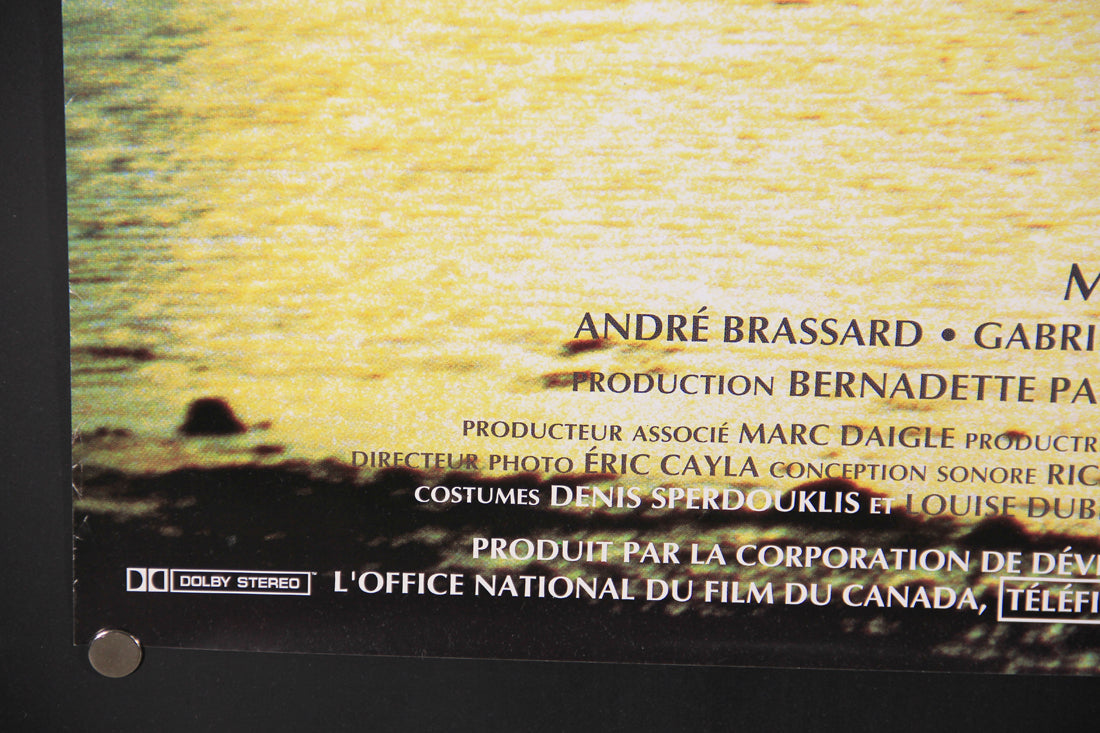 M
ANDRÉ BRASSARD • GABRI
PRODUCTION BERNADETTE PA
PRODUCTEUR ASSOCIÉ MARC DAIGLE PRODUCTR
DIRECTEUR PHOTO ÉRIC CAYLA CONCEPTION SONORE RIC
COSTUMES DENIS SPERDOUKLIS ET LOUISE DUB
PRODUIT PAR LA CORPORATION DE DÉVE
DOLBY STEREO L'OFFICE NATIONAL DU FILM DU CANADA, TÉLÉFI